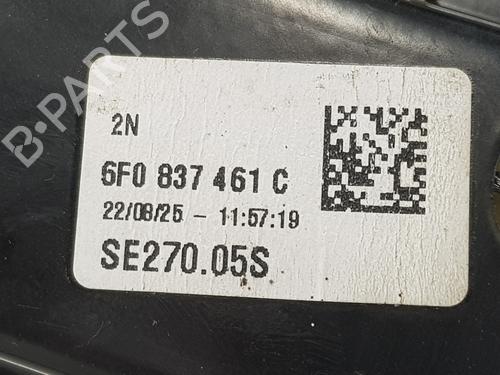 B-PARTS
2N
6F0 837 461 C
22/08/25 - 11:57:19
SE270.05S